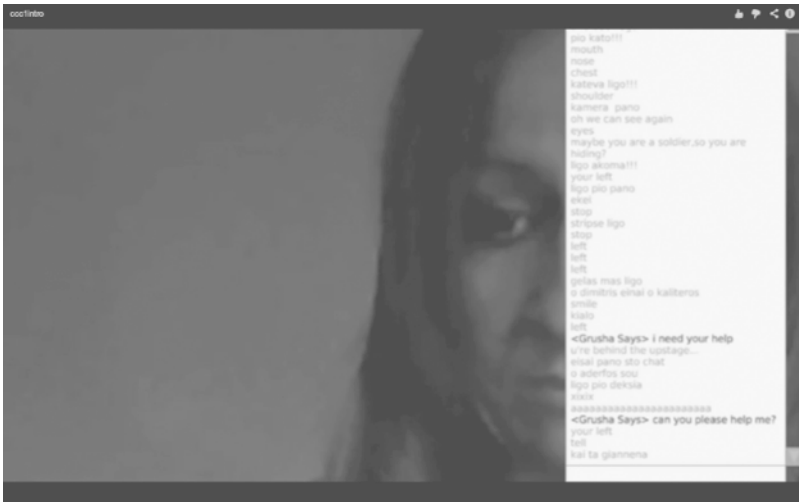 ccc1intro
pio kato!!!
mouth
nose
chest
kateva ligo!!!
shoulder
kamera pano
oh we can see again
eyes
maybe you are a soldier,so you are
hiding?
ligo akoma!!!
your left
ligo pio pano
ekei
stop
stripse ligo
stop
left
left
left
gelas mas ligo
o dimitris einai o kaliteros
smile
kialo
left
<Grusha Says> i need your help
u're behind the upstage...
eisai pano sto chat
o aderfos sou
ligo pio deksia
xixix
<Grusha Says> can you please help me?
your left
tell
kai ta giannena